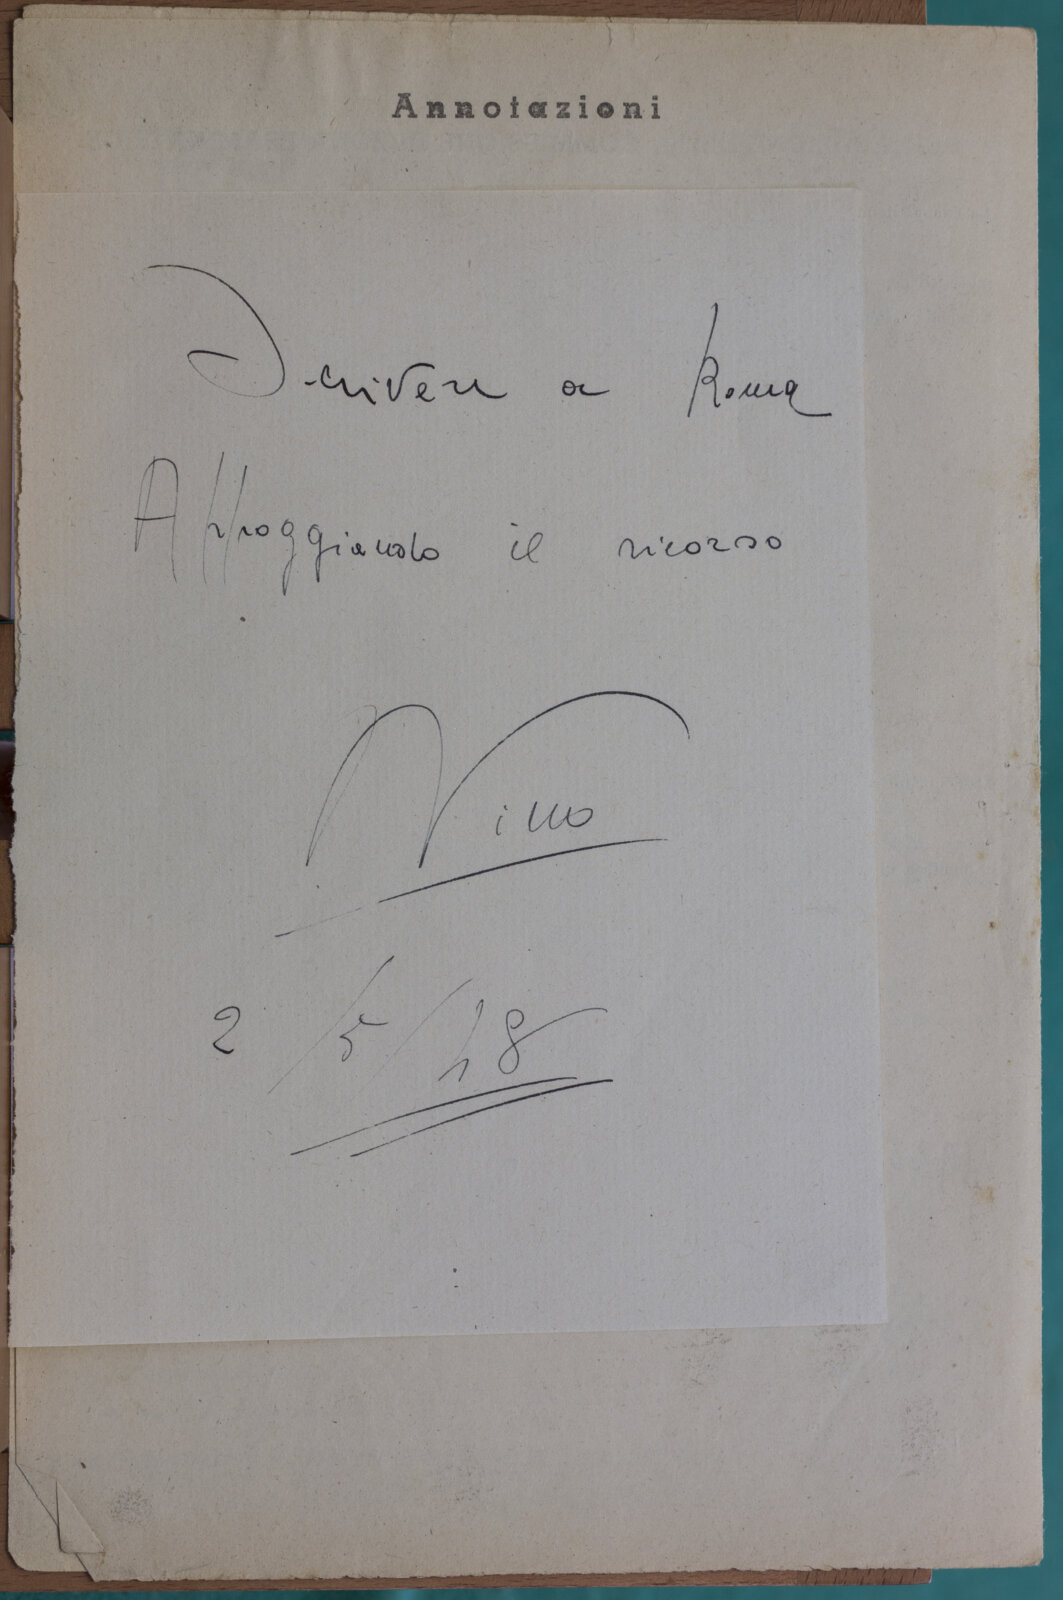 Annotazioni
Scrivere a Roma
Appoggiando il ricorso
Nino
2/5/48